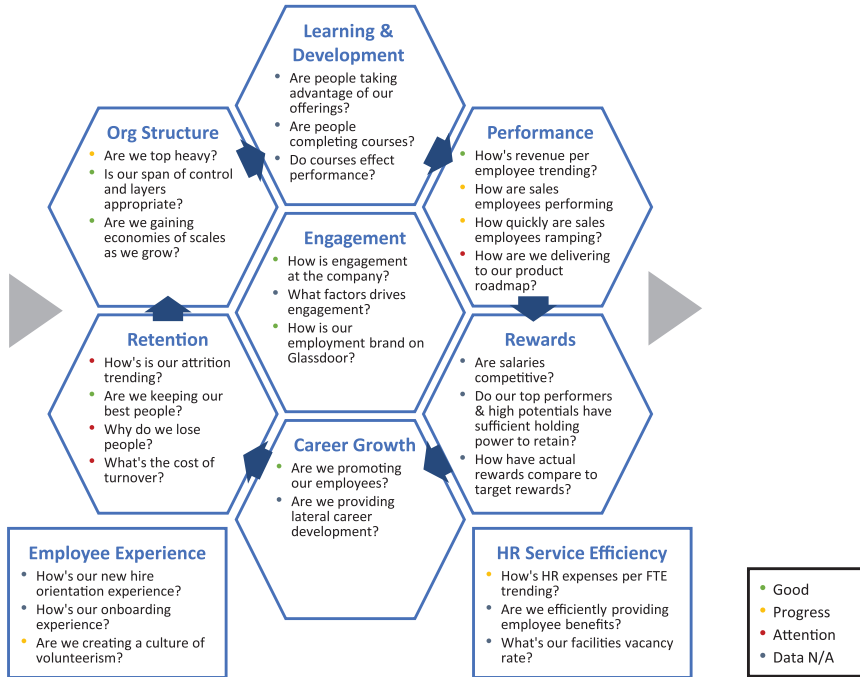 Learning &
Development
• Are people taking
advantage of our
offerings?
• Are people
completing courses?
• Do courses effect
performance?
Org Structure
• Are we top heavy?
• Is our span of control
and layers
appropriate?
• Are we gaining
economies of scales
as we grow?
Performance
• How's revenue per
employee trending?
• How are sales
employees performing
• How quickly are sales
employees ramping?
• How are we delivering
to our product
roadmap?
Engagement
• How is engagement
at the company?
• What factors drives
engagement?
• How is our
employment brand on
Glassdoor?
Retention
• How's is our attrition
trending?
• Are we keeping our
best people?
• Why do we lose
people?
• What's the cost of
turnover?
Rewards
• Are salaries
competitive?
• Do our top performers
& high potentials have
sufficient holding
power to retain?
• How have actual
rewards compare to
target rewards?
Career Growth
• Are we promoting
our employees?
• Are we providing
lateral career
development?
Employee Experience
• How's our new hire
orientation experience?
• How's our onboarding
experience?
• Are we creating a culture of
volunteerism?
HR Service Efficiency
• How's HR expenses per FTE
trending?
• Are we efficiently providing
employee benefits?
• What's our facilities vacancy
rate?
• Good
• Progress
• Attention
• Data N/A